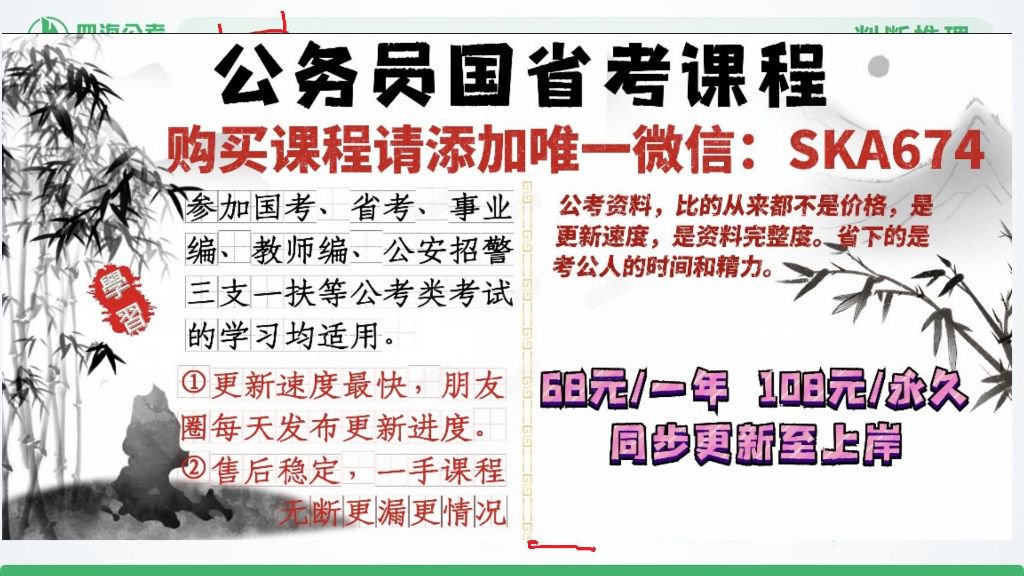 四海公考
判断推理
公务员国省考课程
购买课程请添加唯一微信：SKA674
参加国考、省考、事业
编、教师编、公安招警
三支一扶等公考类考试
的学习均适用。
學
習
①更新速度最快，朋友
圈每天发布更新进度。
②售后稳定，一手课程
无断更漏更情况
公考资料，比的从来都不是价格，是
更新速度，是资料完整度。省下的是
考公人的时间和精力。
68元/一年 108元/永久
同步更新至上岸